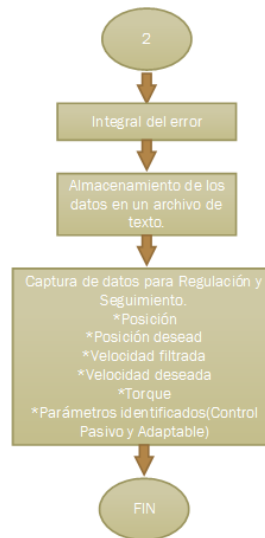 2
Integral del error
Almacenamiento de los
datos en un archivo de
texto.
Captura de datos para Regulación y
Seguimiento.
*Posición
*Posición desead
*Velocidad filtrada
*Velocidad deseada
*Torque
*Parámetros identificados(Control
Pasivo y Adaptable)
FIN